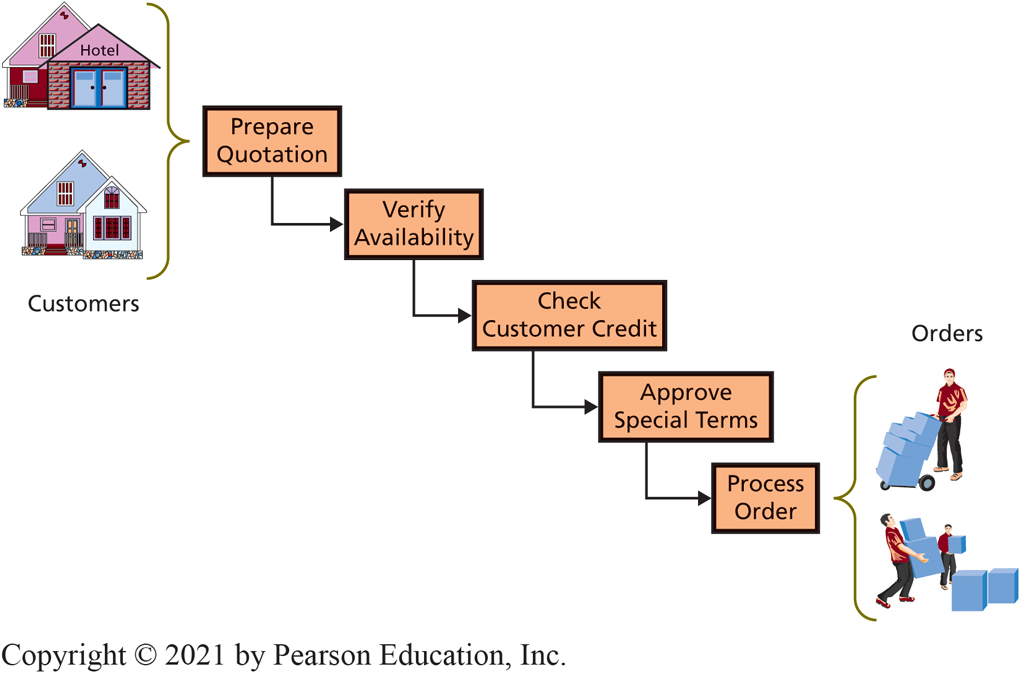 Hotel
Customers
Prepare
Quotation
Verify
Availability
Check
Customer Credit
Approve
Special Terms
Process
Order
Orders
Copyright © 2021 by Pearson Education, Inc.